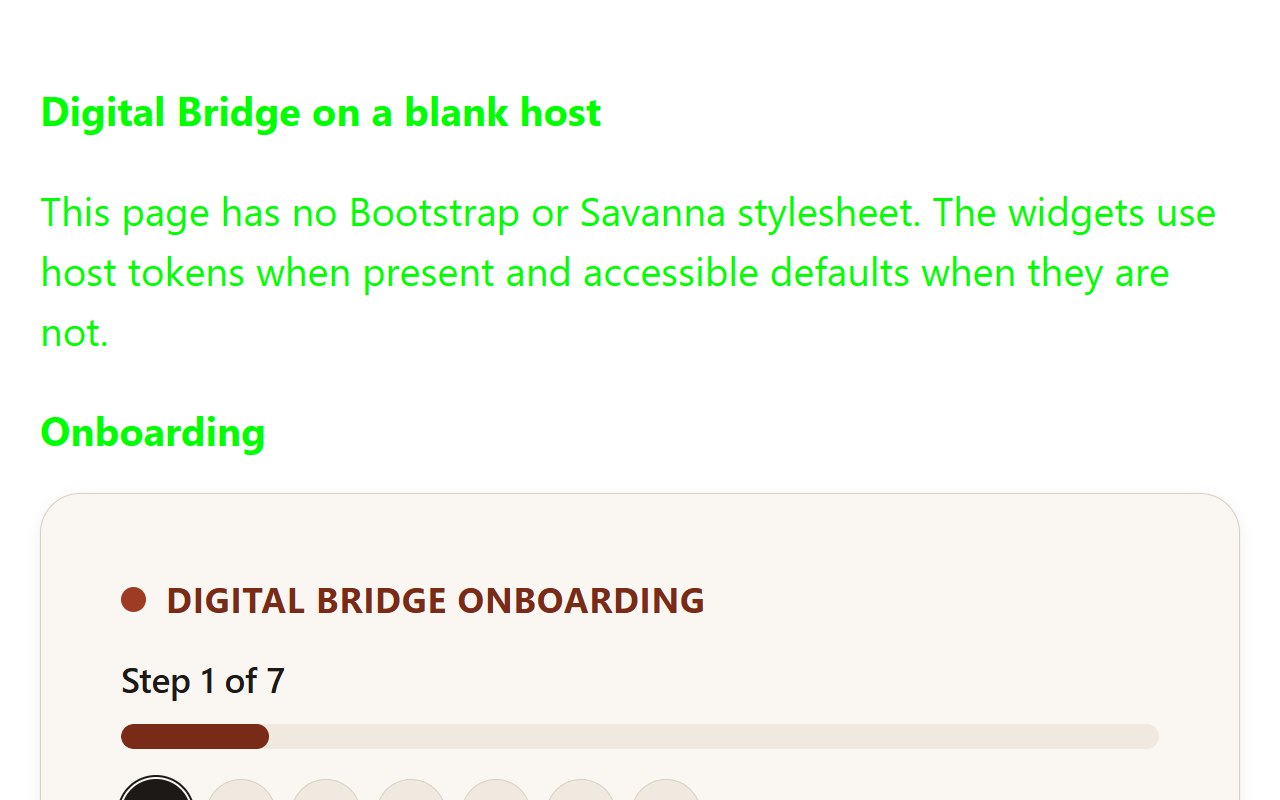 Digital Bridge on a blank host
This page has no Bootstrap or Savanna stylesheet. The widgets use
host tokens when present and accessible defaults when they are
not.
Onboarding
DIGITAL BRIDGE ONBOARDING
Step 1 of 7